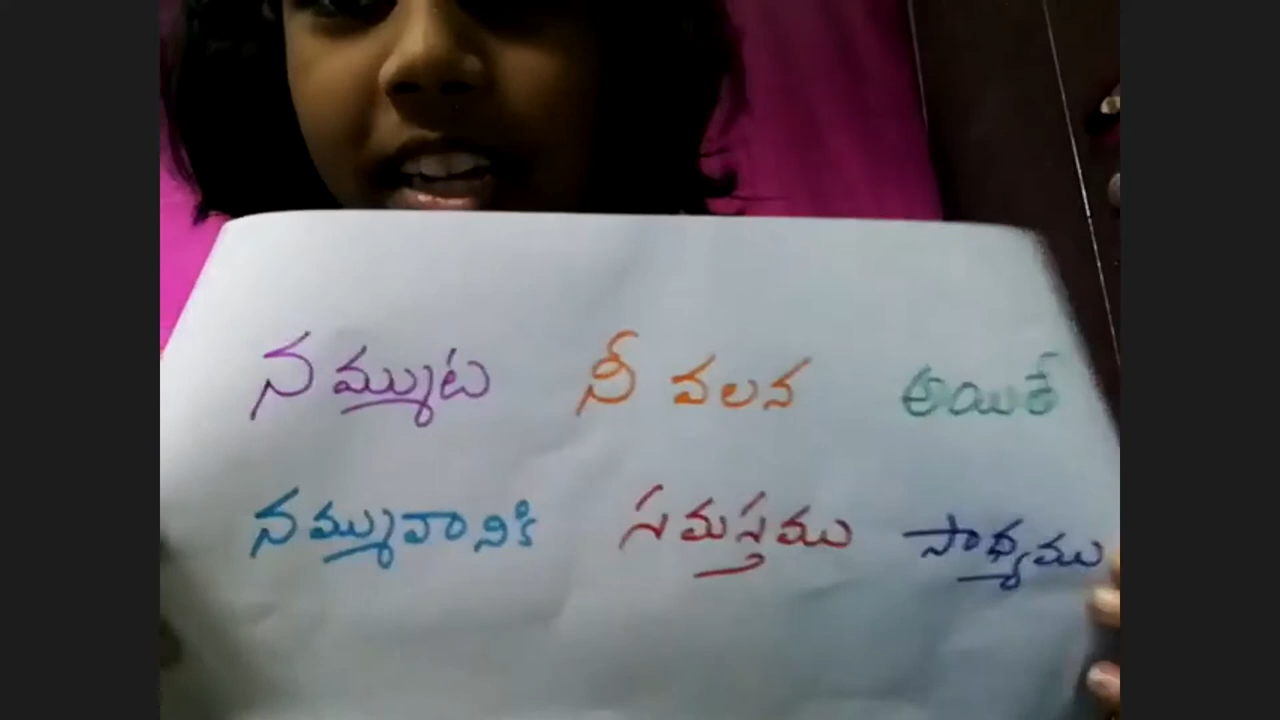 నమ్ముట నీ వలన అయితే
నమ్మువానికి సమస్తము సాధ్యము